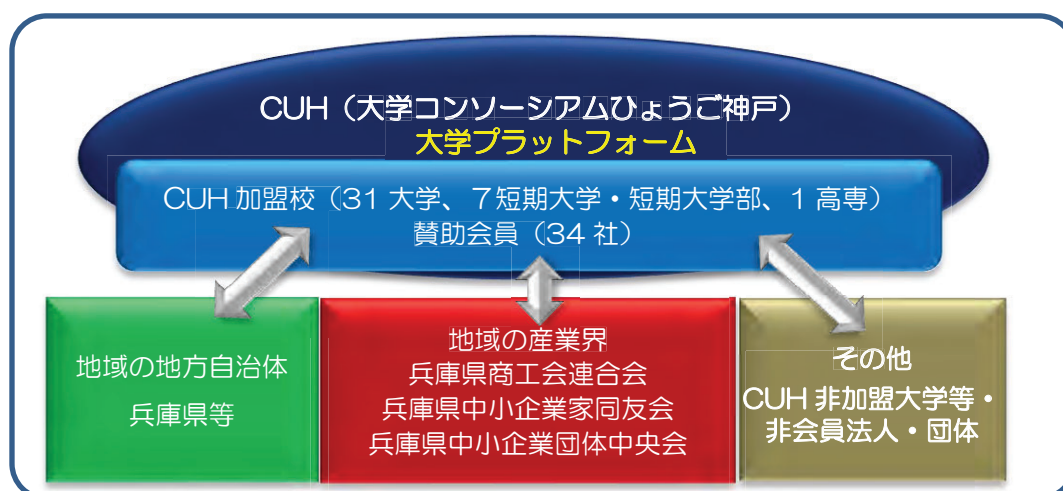 CUH（大学コンソーシアムひょうご神戸）
大学プラットフォーム
CUH 加盟校（31 大学、７短期大学・短期大学部、１高専）
賛助会員（34 社）
地域の地方自治体
兵庫県等
地域の産業界
兵庫県商工会連合会
兵庫県中小企業家同友会
兵庫県中小企業団体中央会
その他
CUH 非加盟大学等・
非会員法人・団体